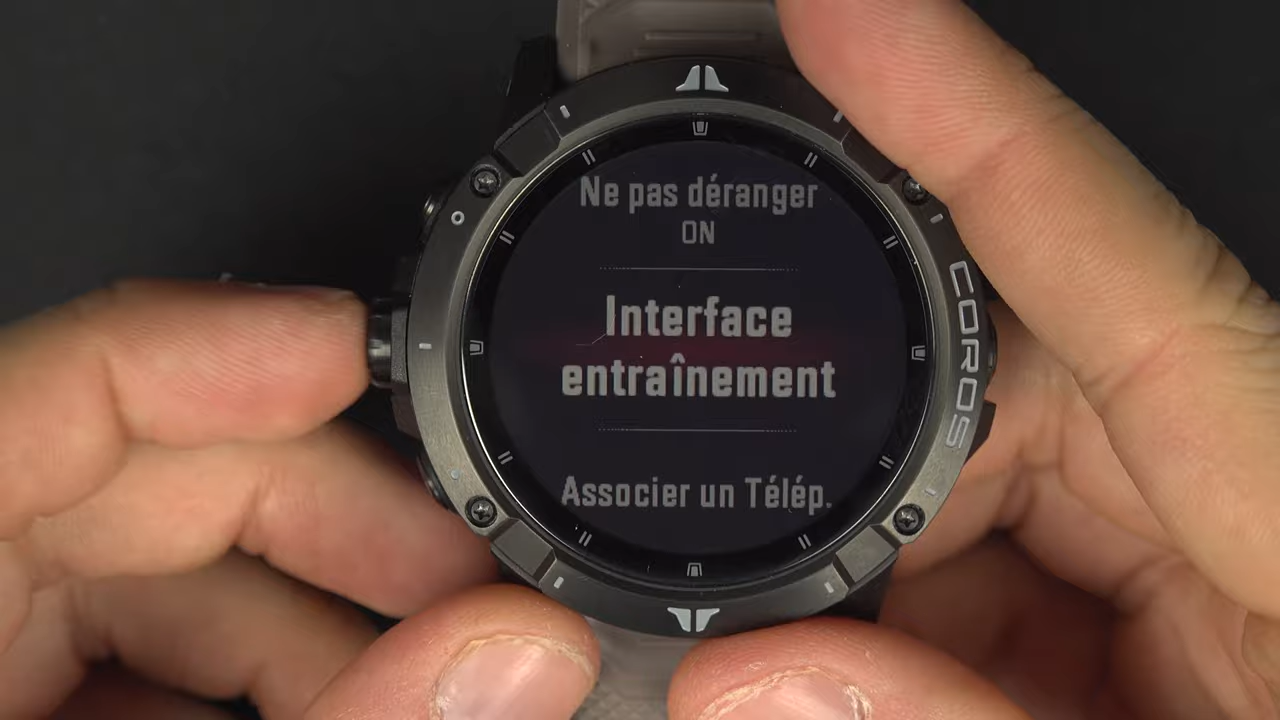 Ne pas déranger
ON
Interface
entraînement
Associer un Télép.
COROS